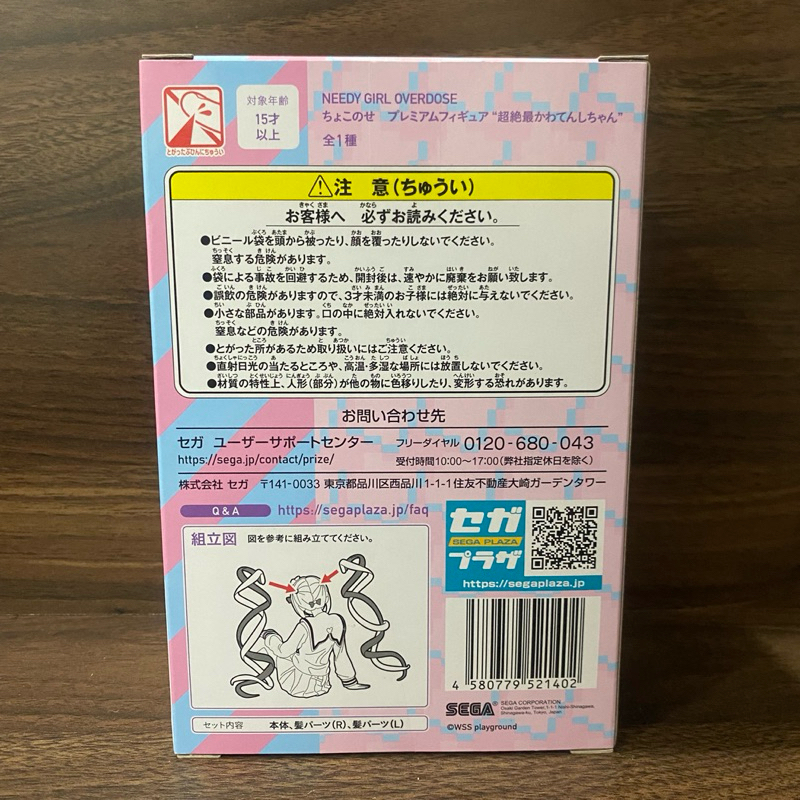 とがったぶひんにちゅうい
対象年齢
15才
以上
NEEDY GIRL OVERDOSE
ちょこのせ プレミアムフィギュア“超絶最かわてんしちゃん”
全1種
注 意(ちゅうい)
お客様へ 必ずお読みください。
●ビニール袋を頭から被ったり、顔を覆ったりしないでください。
窒息する危険があります。
●袋による事故を回避するため、開封後は、速やかに廃棄をお願い致します。
●誤飲の危険がありますので、3才未満のお子様には絶対に与えないでください。
●小さな部品があります。口の中に絶対入れないでください。
窒息などの危険があります。
●とがった所があるため取り扱いにはご注意ください。
●直射日光の当たるところや、高温・多湿な場所には放置しないでください。
●材質の特性上、人形(部分)が他の物に色移りしたり、変形する恐れがあります。
お問い合わせ先
セガ ユーザーサポートセンター フリーダイヤル 0120-680-043
https://sega.jp/contact/prize/ 受付時間10:00~17:00(弊社指定休日を除く)
株式会社 セガ 〒141-0033 東京都品川区西品川1-1-1住友不動産大崎ガーデンタワー
Q & A https://segaplaza.jp/faq
セガ
SEGA PLAZA
プラザ
https://segaplaza.jp
組立図 図を参考に組み立ててください。
4 580779 521402
セット内容 本体、髪パーツ(R)、髪パーツ(L)
SEGA® SEGA CORPORATION
Osaki Garden Tower, 1-1-1 Nishi-Shinagawa,
Shinagawa-ku, Tokyo, Japan
©WSS playground